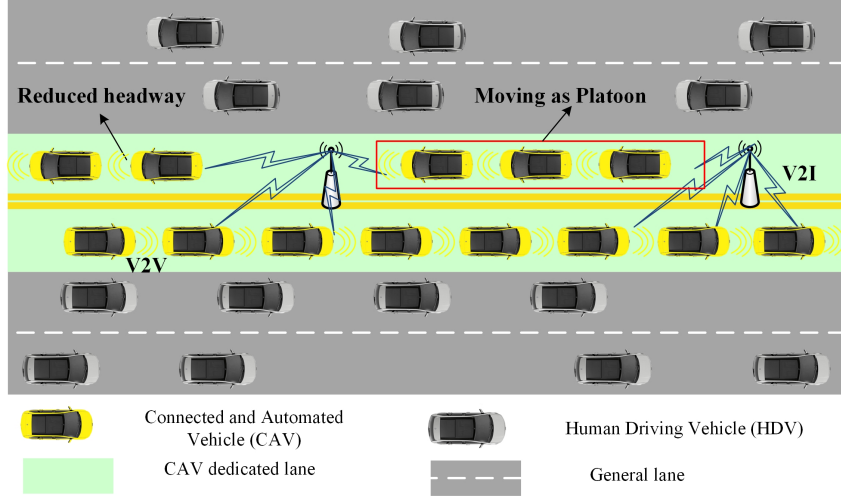 Reduced headway
Moving as Platoon
V2I
V2V
Connected and Automated
Vehicle (CAV)
Human Driving Vehicle (HDV)
CAV dedicated lane
General lane